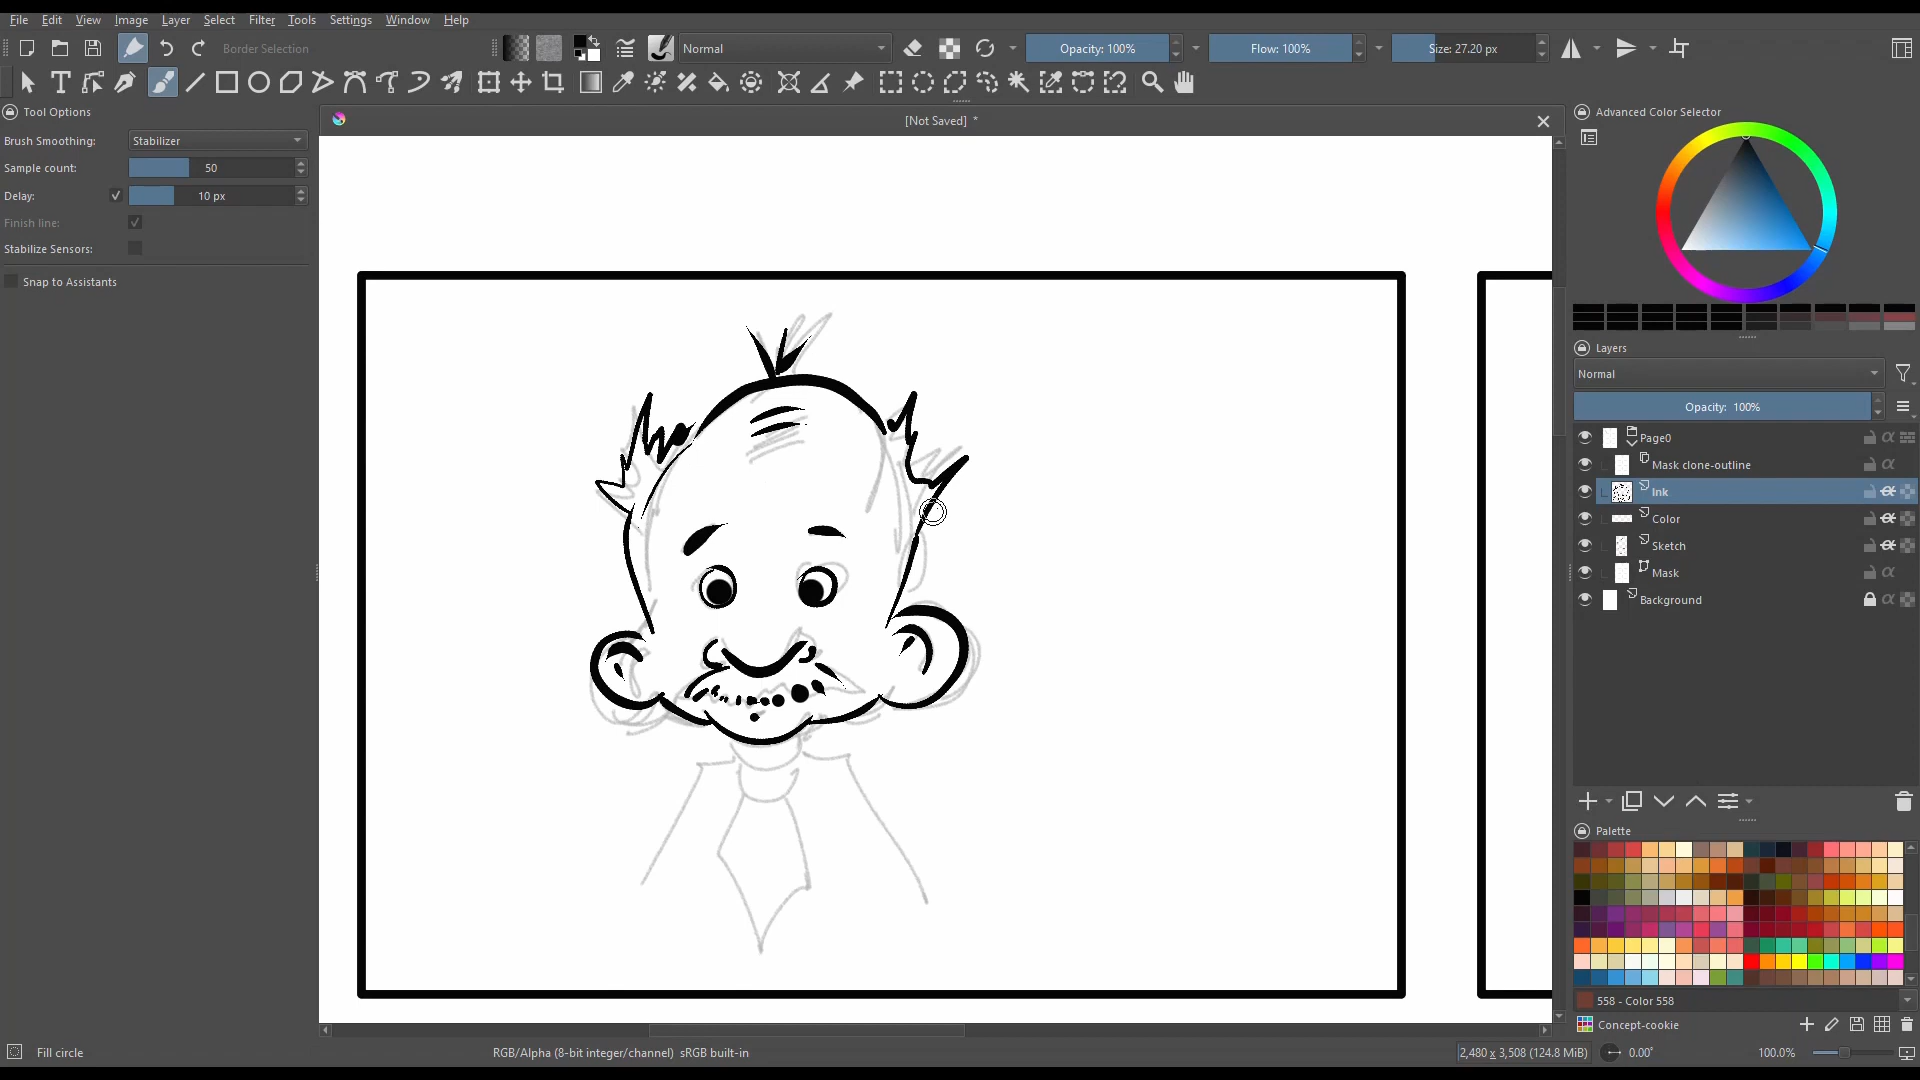 File Edit View Image Layer Select Filter Tools Settings Window Help
Border Selection
Normal
Opacity: 100%
Flow: 100%
Size: 27.20 px
Tool Options
Brush Smoothing: Stabilizer
Sample count: 50
Delay: 10 px
Finish line:
Stabilize Sensors:
Snap to Assistants
[Not Saved] *
Advanced Color Selector
Layers
Normal
Opacity: 100%
Page0
Mask clone-outline
Ink
Color
Sketch
Mask
Background
Palette
558 - Color 558
Concept-cookie
Fill circle
RGB/Alpha (8-bit integer/channel) sRGB built-in
2,480 x 3,508 (124.8 MiB)
0.00°
100.0%